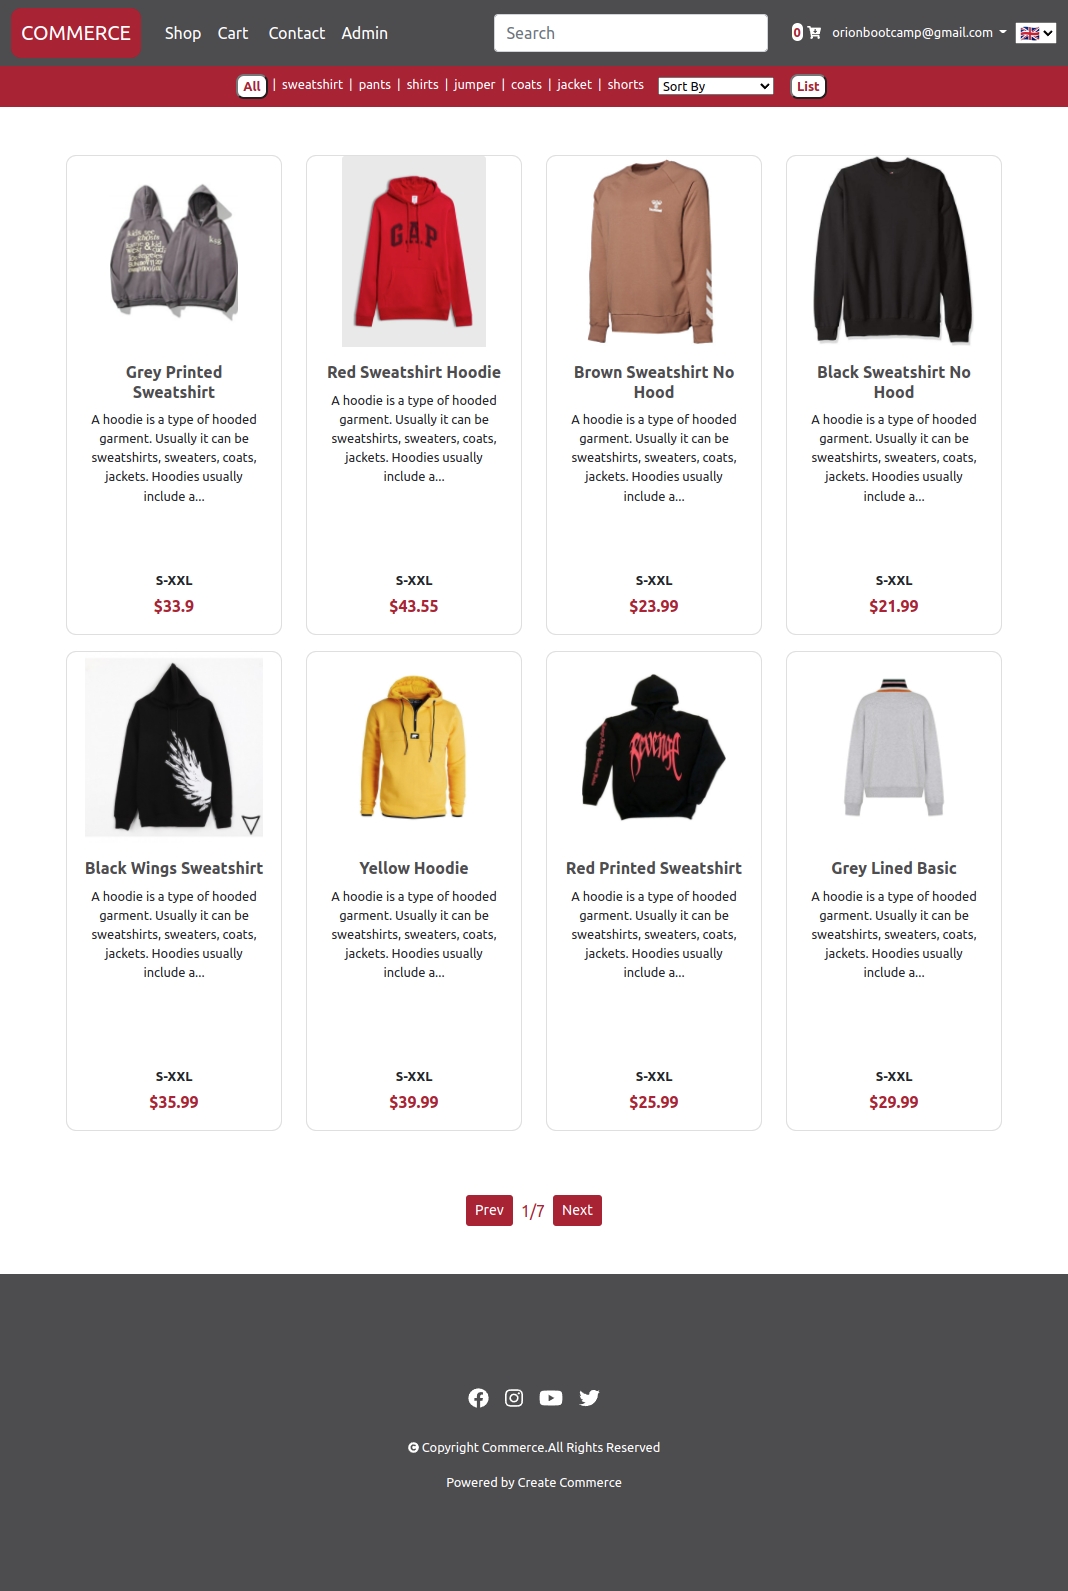 COMMERCE Shop Cart Contact Admin Search 0 orionbootcamp@gmail.com
All | sweatshirt | pants | shirts | jumper | coats | jacket | shorts Sort By List
GAP
Grey Printed
Sweatshirt
A hoodie is a type of hooded
garment. Usually it can be
sweatshirts, sweaters, coats,
jackets. Hoodies usually
include a...
S-XXL
$33.9
Red Sweatshirt Hoodie
A hoodie is a type of hooded
garment. Usually it can be
sweatshirts, sweaters, coats,
jackets. Hoodies usually
include a...
S-XXL
$43.55
Brown Sweatshirt No
Hood
A hoodie is a type of hooded
garment. Usually it can be
sweatshirts, sweaters, coats,
jackets. Hoodies usually
include a...
S-XXL
$23.99
Black Sweatshirt No
Hood
A hoodie is a type of hooded
garment. Usually it can be
sweatshirts, sweaters, coats,
jackets. Hoodies usually
include a...
S-XXL
$21.99
Black Wings Sweatshirt
A hoodie is a type of hooded
garment. Usually it can be
sweatshirts, sweaters, coats,
jackets. Hoodies usually
include a...
S-XXL
$35.99
Yellow Hoodie
A hoodie is a type of hooded
garment. Usually it can be
sweatshirts, sweaters, coats,
jackets. Hoodies usually
include a...
S-XXL
$39.99
Revenge
Red Printed Sweatshirt
A hoodie is a type of hooded
garment. Usually it can be
sweatshirts, sweaters, coats,
jackets. Hoodies usually
include a...
S-XXL
$25.99
Grey Lined Basic
A hoodie is a type of hooded
garment. Usually it can be
sweatshirts, sweaters, coats,
jackets. Hoodies usually
include a...
S-XXL
$29.99
Prev 1/7 Next
© Copyright Commerce.All Rights Reserved
Powered by Create Commerce